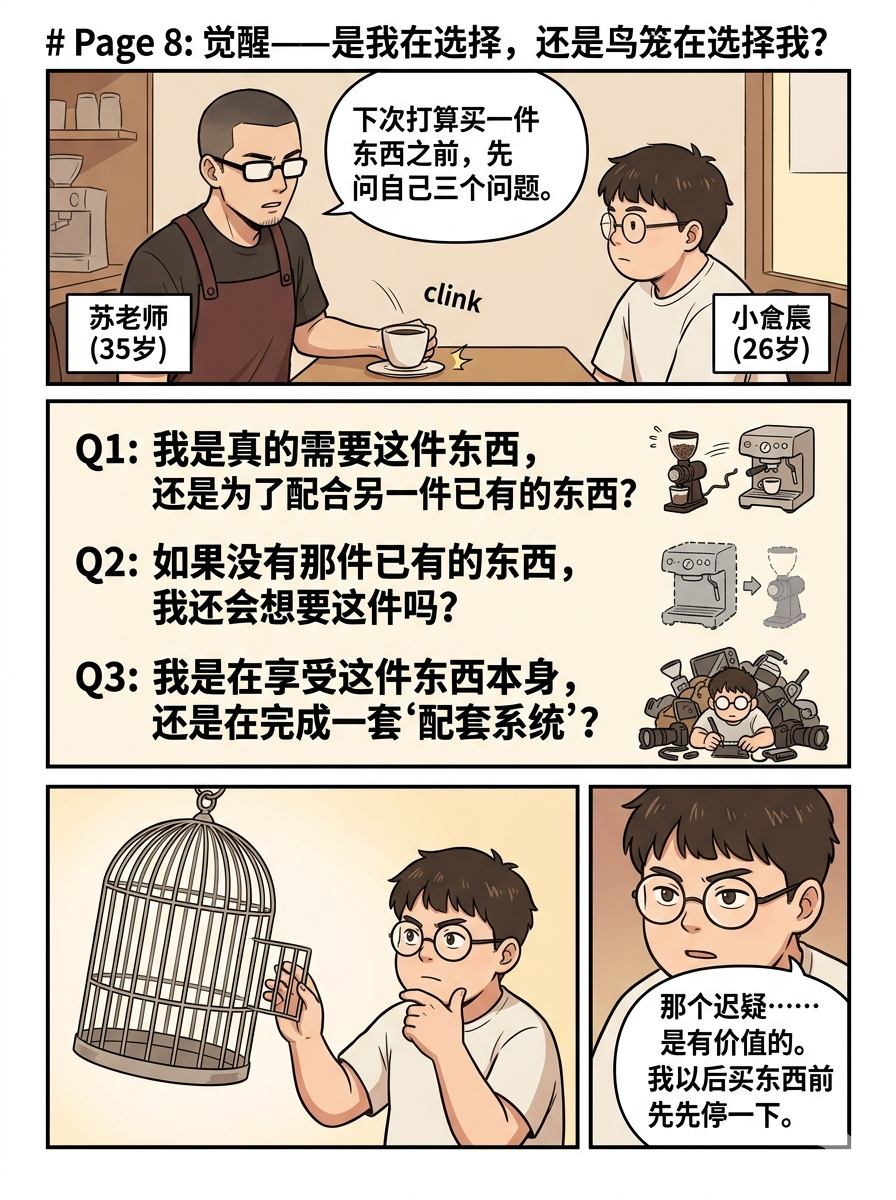 # Page 8: 觉醒——是我在选择，还是鸟笼在选择我？
下次打算买一件
东西之前，先
问自己三个问题。
clink
苏老师
(35岁)
小倉晨
(26岁)
Q1: 我是真的需要这件东西，
还是为了配合另一件已有的东西？
Q2: 如果没有那件已有的东西，
我还会想要这件吗？
Q3: 我是在享受这件东西本身，
还是在完成一套‘配套系统’？
那个迟疑……
是有价值的。
我以后买东西前
先先停一下。